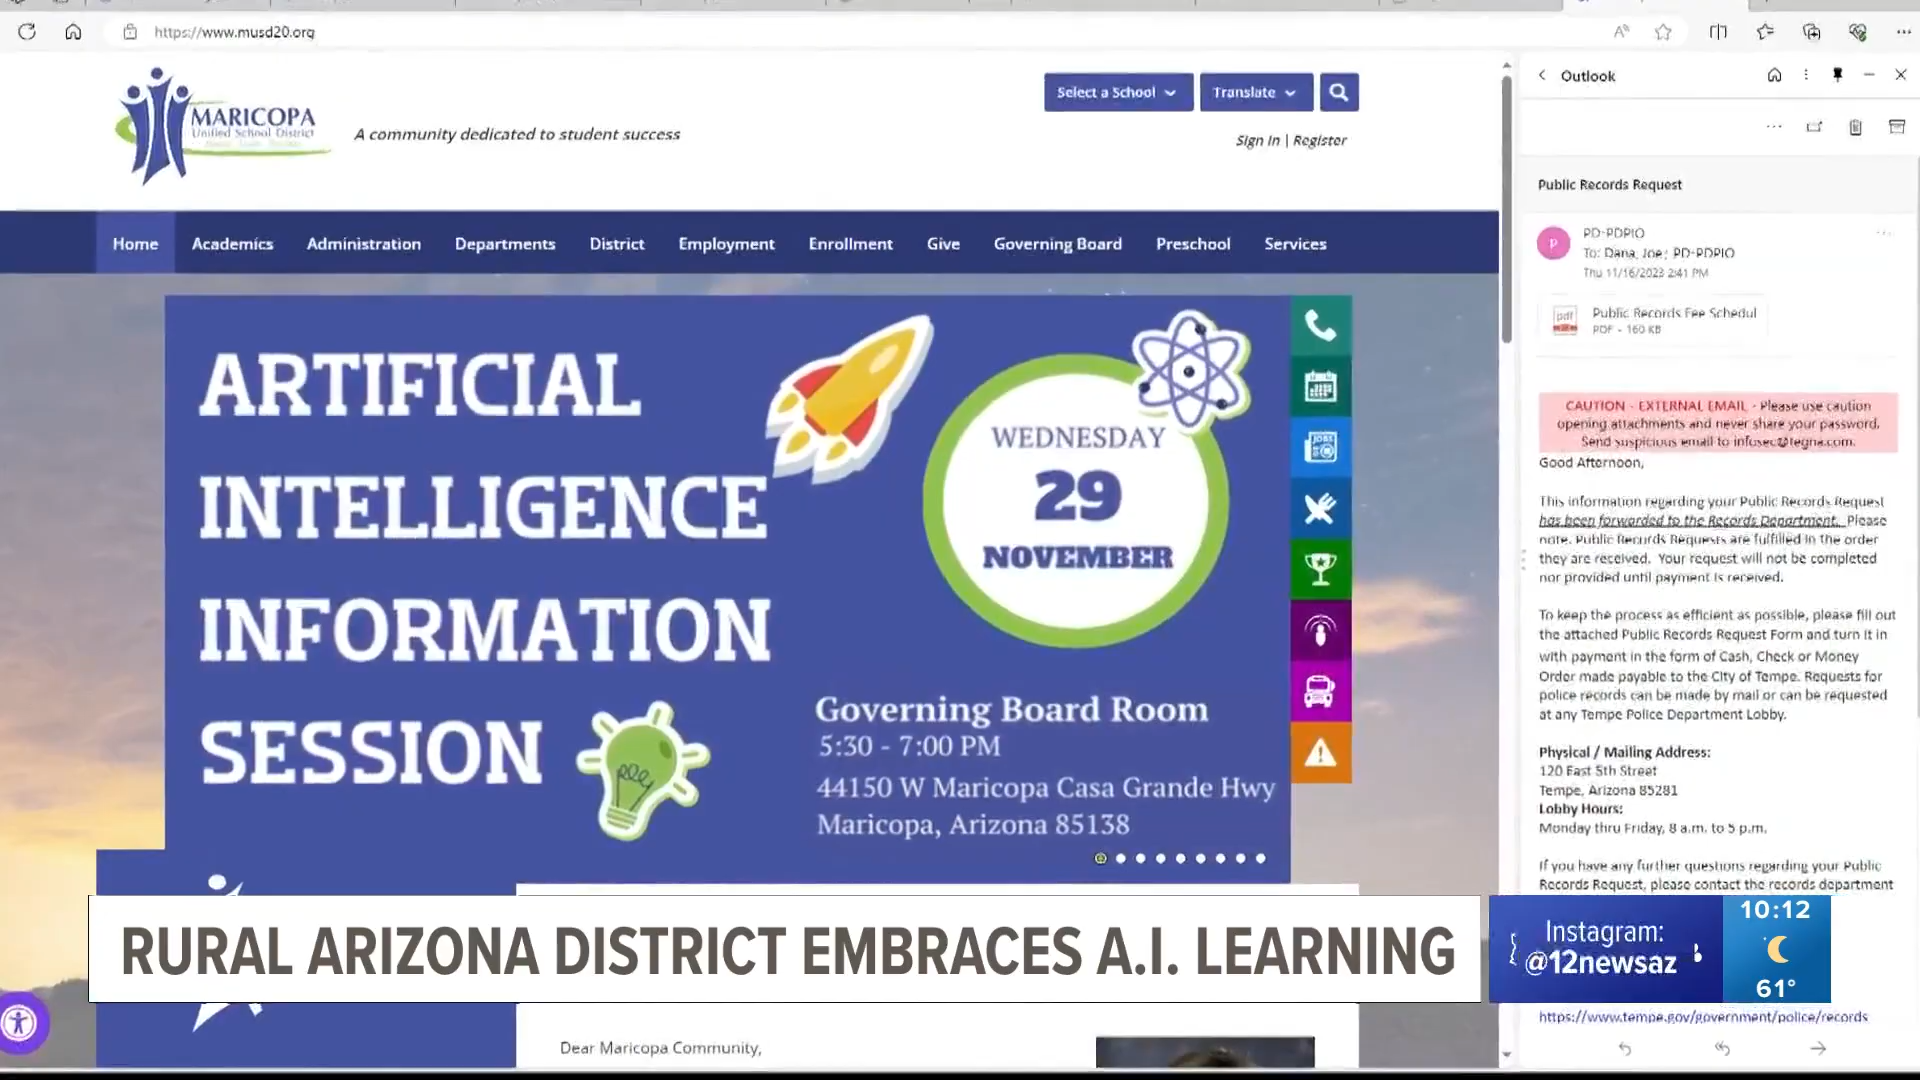 https://www.musd20.org
MARICOPA
Unified School District
A community dedicated to student success
Select a School
Translate
Sign In | Register
Home
Academics
Administration
Departments
District
Employment
Enrollment
Give
Governing Board
Preschool
Services
ARTIFICIAL
INTELLIGENCE
INFORMATION
SESSION
WEDNESDAY
29
NOVEMBER
Governing Board Room
5:30 - 7:00 PM
44150 W Maricopa Casa Grande Hwy
Maricopa, Arizona 85138
JOBS
Dear Maricopa Community,
Outlook
Public Records Request
P
PD-PDPIO
To: Dana, Joe; PD-PDPIO
Thu 11/16/2023 2:41 PM
pdf
Public Records Fee Schedul
PDF - 160 KB
CAUTION - EXTERNAL EMAIL - Please use caution
opening attachments and never share your password.
Send suspicious email to infosec@tegna.com.
Good Afternoon,
This information regarding your Public Records Request
has been forwarded to the Records Department. Please
note, Public Records Requests are fulfilled in the order
they are received. Your request will not be completed
nor provided until payment is received.
To keep the process as efficient as possible, please fill out
the attached Public Records Request Form and turn it in
with payment in the form of Cash, Check or Money
Order made payable to the City of Tempe. Requests for
police records can be made by mail or can be requested
at any Tempe Police Department Lobby.
Physical / Mailing Address:
120 East 5th Street
Tempe, Arizona 85281
Lobby Hours:
Monday thru Friday, 8 a.m. to 5 p.m.
If you have any further questions regarding your Public
Records Request, please contact the records department
https://www.tempe.gov/government/police/records
RURAL ARIZONA DISTRICT EMBRACES A.I. LEARNING
Instagram:
@12newsaz
10:12
61°